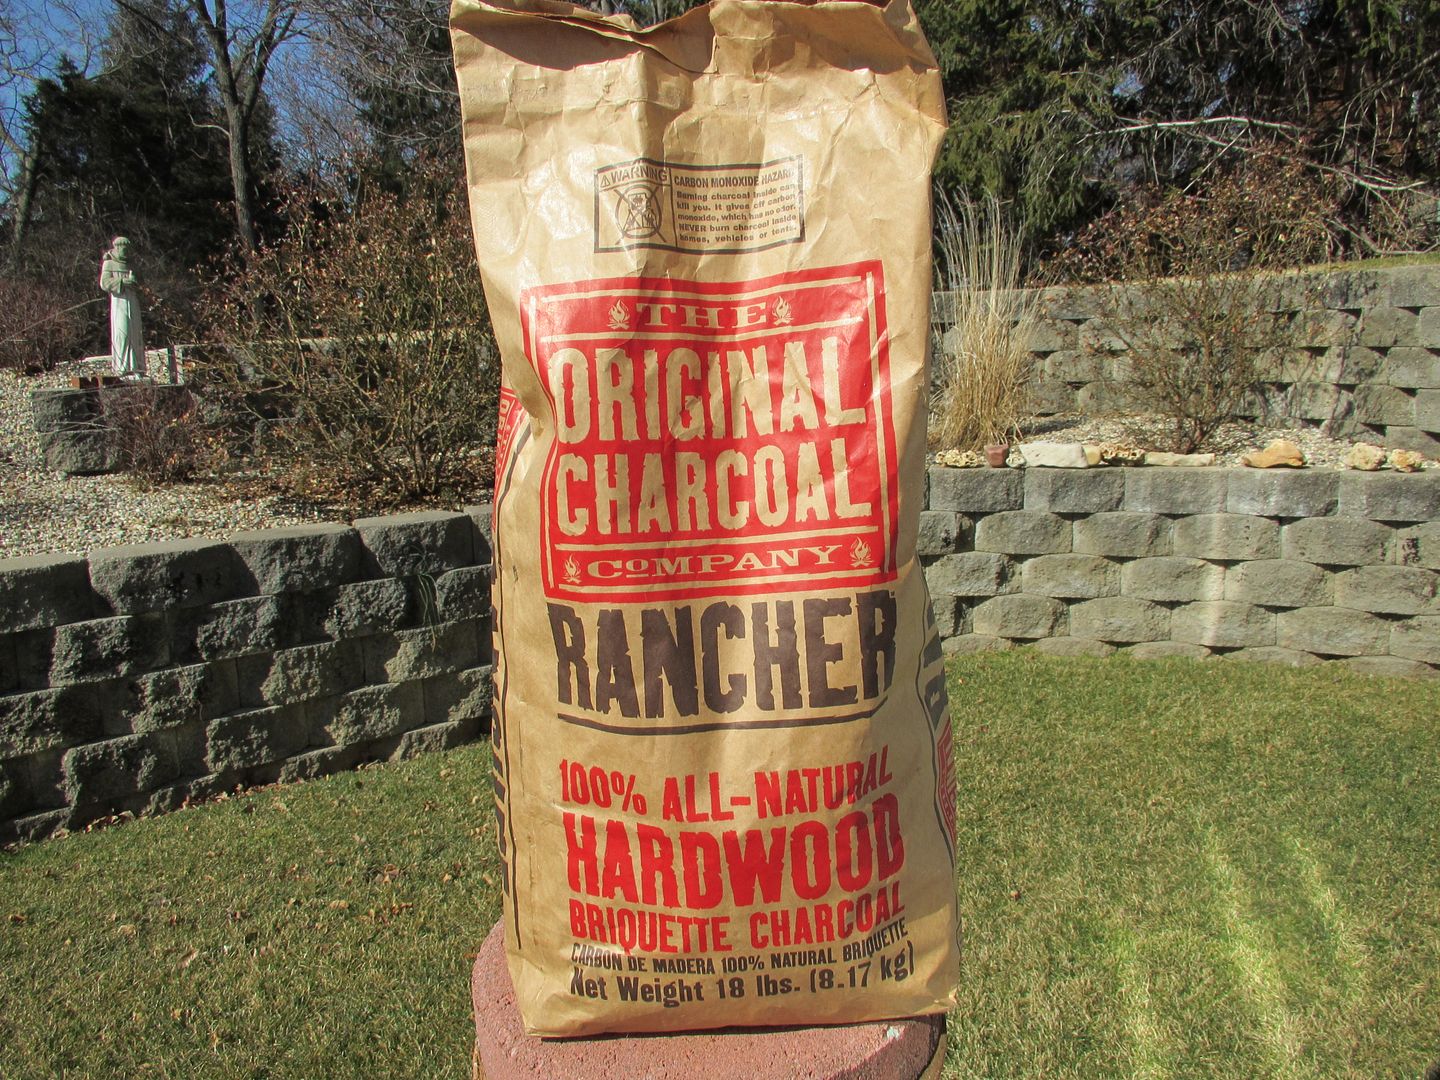 WARNING
CARBON MONOXIDE HAZARD
Burning charcoal inside can
kill you. It gives off carbon
monoxide, which has no odor.
NEVER burn charcoal inside
homes, vehicles or tents.
THE
ORIGINAL
CHARCOAL
COMPANY
RANCHER
100% ALL-NATURAL
HARDWOOD
BRIQUETTE CHARCOAL
CARBON DE MADERA 100% NATURAL BRIQUETTE
Net Weight 18 lbs. (8.17 kg)